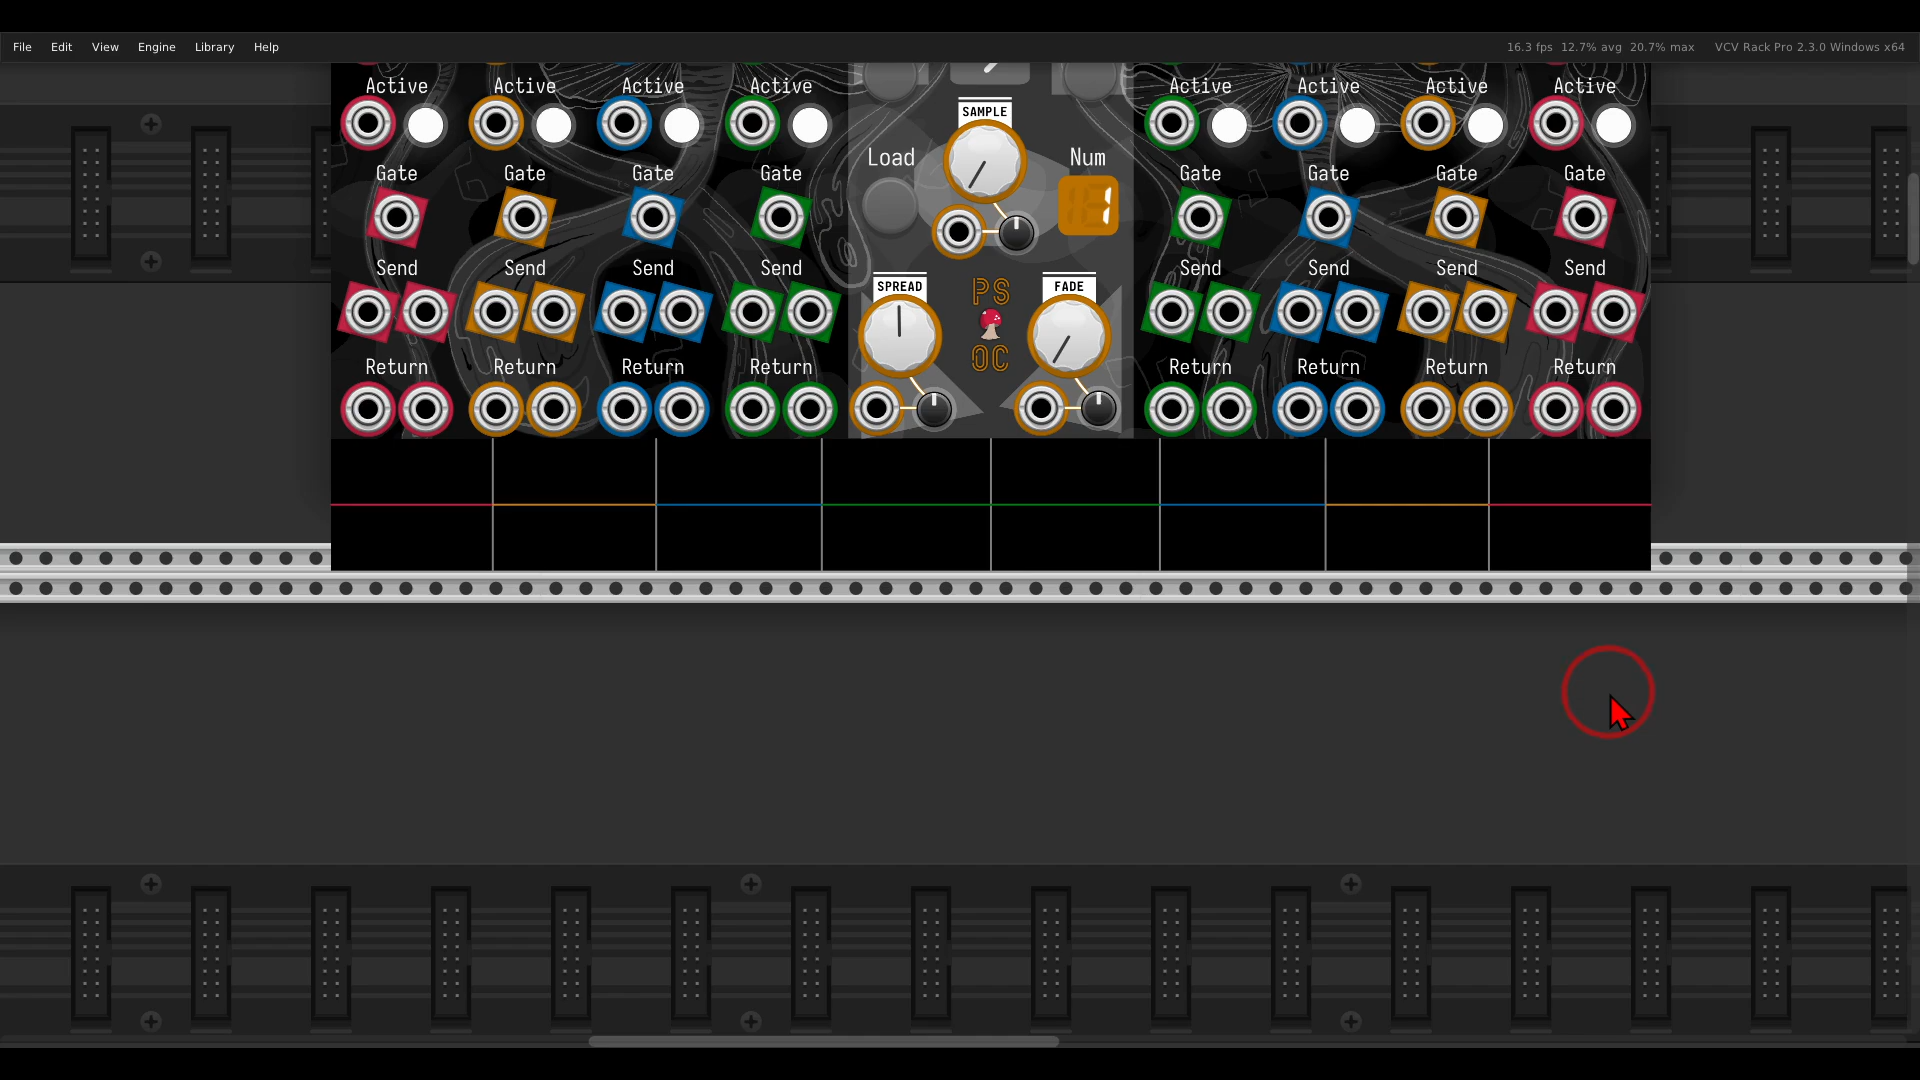 File Edit View Engine Library Help
16.3 fps 12.7% avg 20.7% max VCV Rack Pro 2.3.0 Windows x64
Active Active Active Active Active Active Active Active
SAMPLE
Load Num
Gate Gate Gate Gate Gate Gate Gate Gate
1
Send Send Send Send Send Send Send Send
SPREAD PS FADE
OC
Return Return Return Return Return Return Return Return